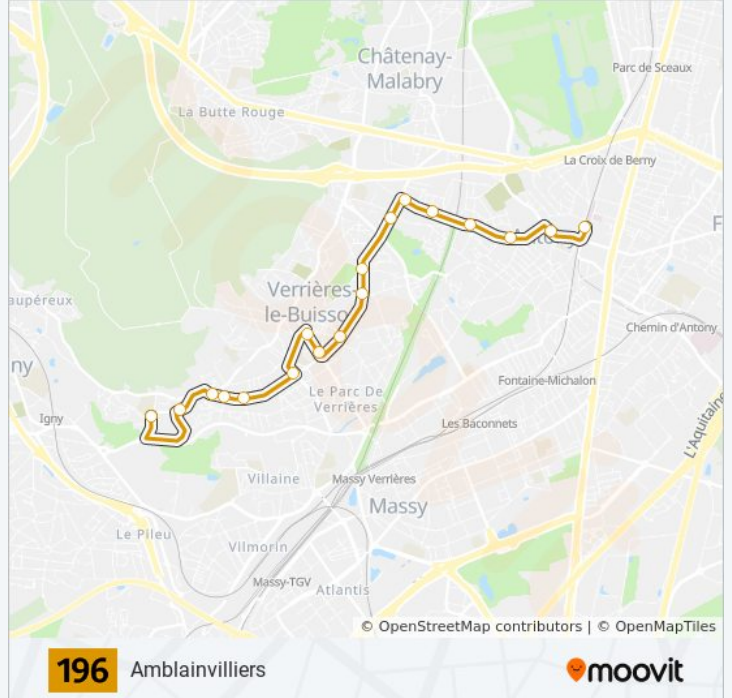 Châtenay-
Malabry
Parc de Sceaux
La Butte Rouge
La Croix de Berny
Antony
F
Verrières-
le-Buisso
aupéreux
Chemin d'Antony
ny
Fontaine-Michalon
Le Parc De
Verrières
Igny
Les Baconnets
L'Aquitaine
Villaine
Massy Verrières
Massy
Le Pileu
Vilmorin
Massy-TGV
Atlantis
© OpenStreetMap contributors | © OpenMapTiles
196 Amblainvilliers
moovit